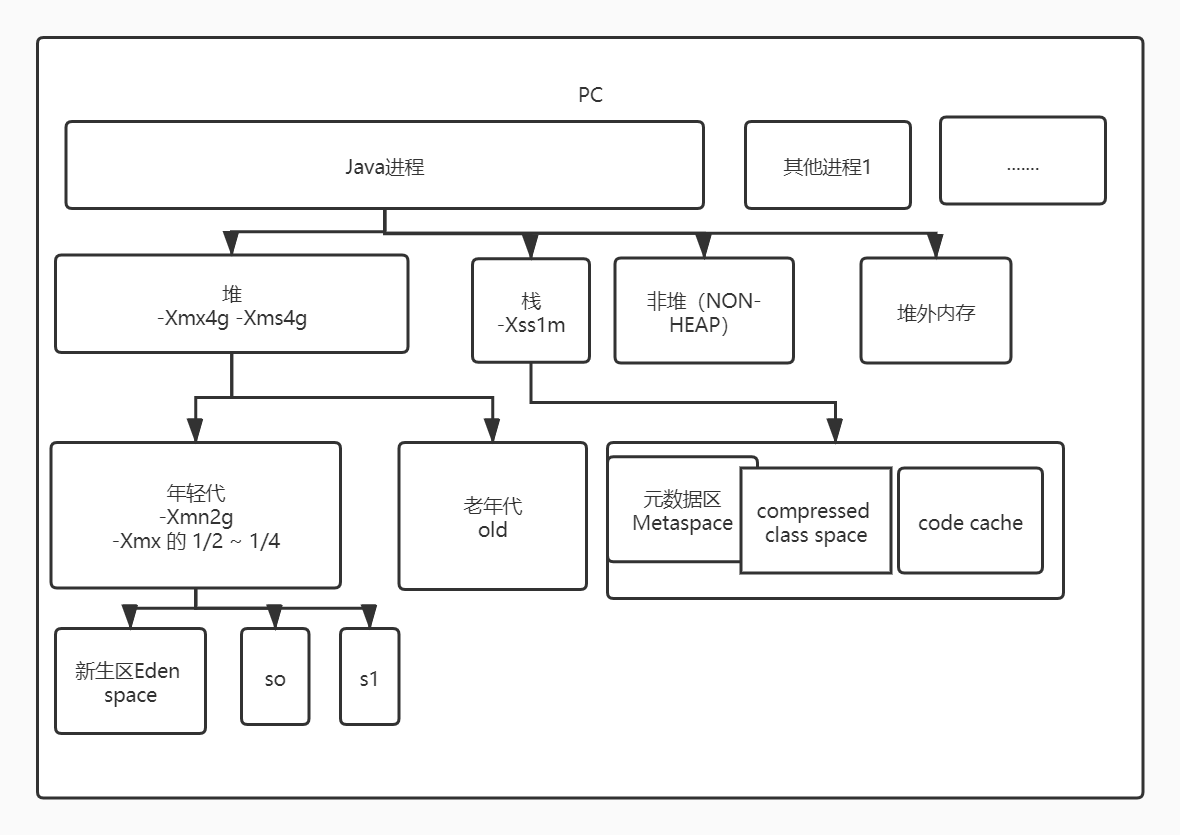 PC
Java进程
其他进程1
.......
堆
-Xmx4g -Xms4g
栈
-Xss1m
非堆（NON-
HEAP）
堆外内存
年轻代
-Xmn2g
-Xmx 的 1/2 ~ 1/4
老年代
old
元数据区
Metaspace
compressed
class space
code cache
新生区Eden
space
so
s1